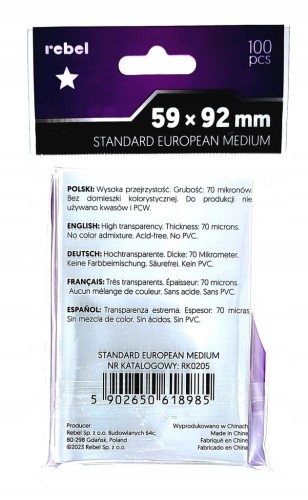 rebel
100
pcs
59 × 92 mm
STANDARD EUROPEAN MEDIUM
POLSKI: Wysoka przejrzystość. Grubość: 70 mikronów.
Bez domieszki kolorystycznej. Do produkcji nie
używano kwasów i PCW.
ENGLISH: High transparency. Thickness: 70 microns.
No color admixture. Acid-free. No PVC.
DEUTSCH: Hochtransparente. Dicke: 70 Mikrometer.
Keine Farbbeimischung. Säurefrei. Kein PVC.
FRANÇAIS: Très transparents. Épaisseur: 70 microns.
Aucun mélange de couleur. Sans acide. Sans PVC.
ESPAÑOL: Transparencia extrema. Espesor: 70 micras
Sin mezcla de color. Sin ácidos. Sin PVC.
STANDARD EUROPEAN MEDIUM
NR KATALOGOWY: RK0205
5 902650 618985
Producer:
Rebel Sp. z o.o. Budowlanych 64c,
80-298 Gdańsk, Poland
©2023 Rebel Sp. z o.o.
Wyprodukowano w Chinach
Made in China
Fabriqué en Chine
Fabricado en China